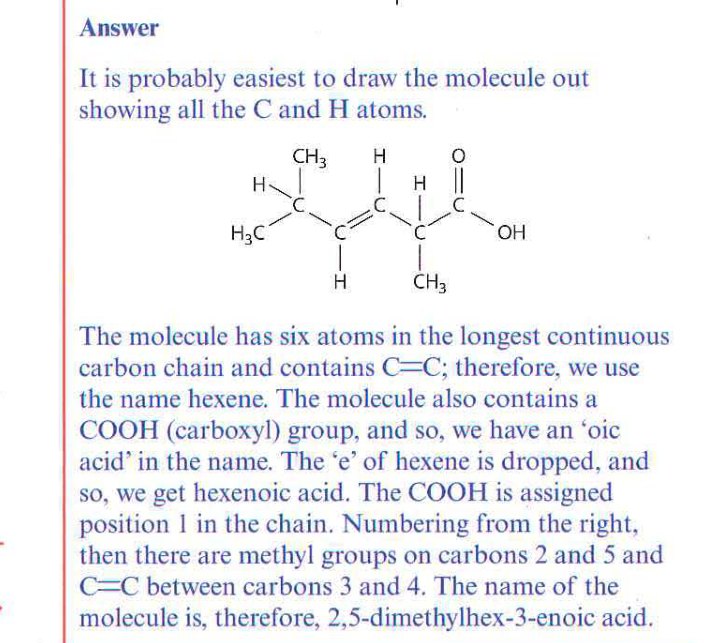 Answer
It is probably easiest to draw the molecule out
showing all the C and H atoms.
CH₃ H O
H H
C C C
H₃C C C OH
H CH₃
The molecule has six atoms in the longest continuous
carbon chain and contains C=C; therefore, we use
the name hexene. The molecule also contains a
COOH (carboxyl) group, and so, we have an ‘oic
acid’ in the name. The ‘e’ of hexene is dropped, and
so, we get hexenoic acid. The COOH is assigned
position 1 in the chain. Numbering from the right,
then there are methyl groups on carbons 2 and 5 and
C=C between carbons 3 and 4. The name of the
molecule is, therefore, 2,5-dimethylhex-3-enoic acid.